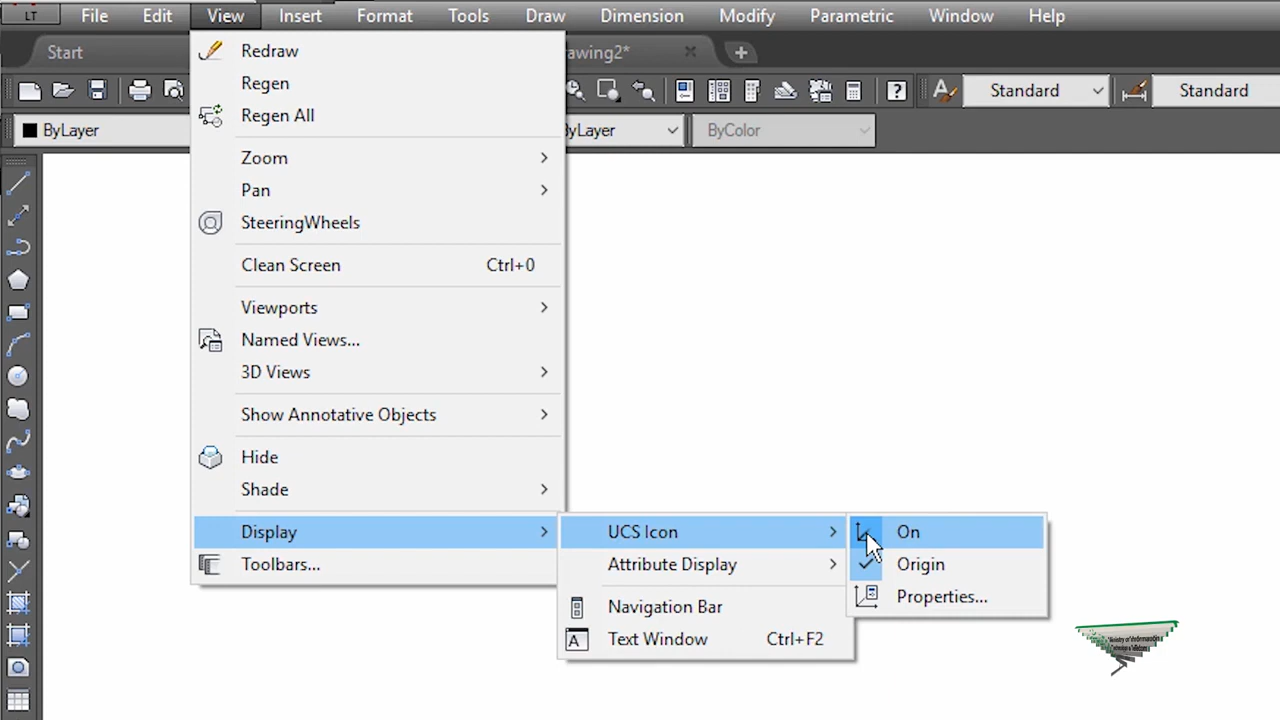 LT
File Edit View Insert Format Tools Draw Dimension Modify Parametric Window Help
Start
awing2*
Standard
Standard
ByLayer
ByLayer
ByColor
Redraw
Regen
Regen All
Zoom
Pan
SteeringWheels
Clean Screen Ctrl+0
Viewports
Named Views...
3D Views
Show Annotative Objects
Hide
Shade
Display
Toolbars...
UCS Icon
Attribute Display
Navigation Bar
Text Window Ctrl+F2
On
Origin
Properties...